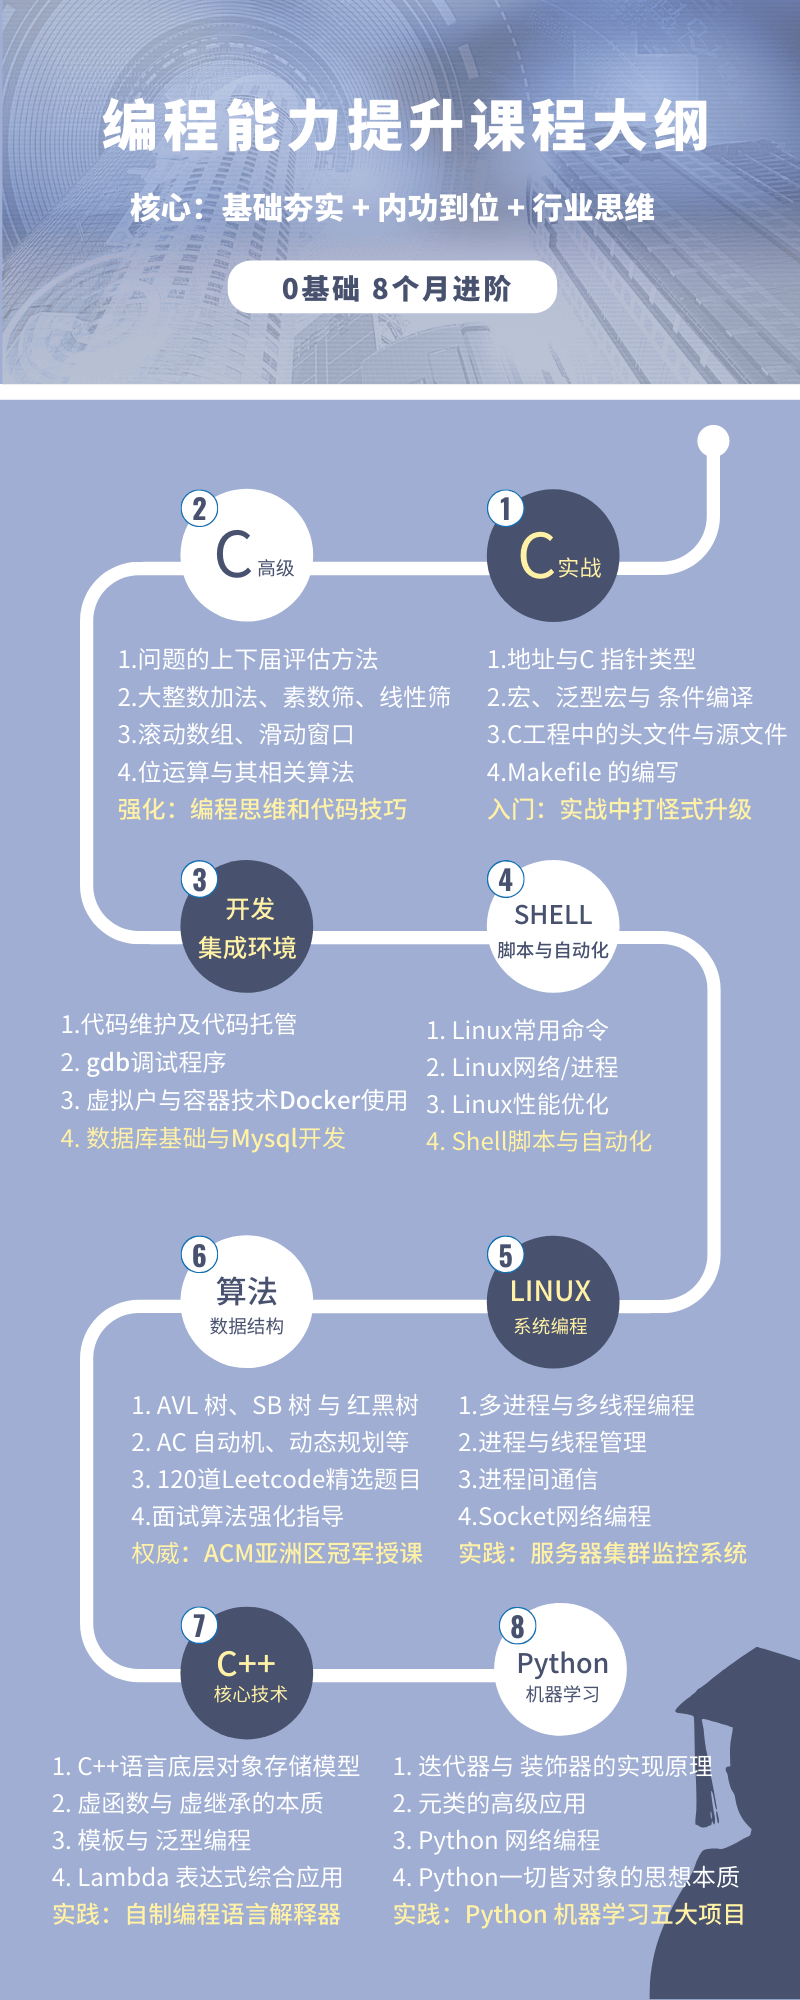 编程能力提升课程大纲
核心：基础夯实 + 内功到位 + 行业思维
0基础 8个月进阶
1
C 实战
1.地址与C 指针类型
2.宏、泛型宏与 条件编译
3.C工程中的头文件与源文件
4.Makefile 的编写
入门：实战中打怪式升级
2
C 高级
1.问题的上下届评估方法
2.大整数加法、素数筛、线性筛
3.滚动数组、滑动窗口
4.位运算与其相关算法
强化：编程思维和代码技巧
3
开发
集成环境
1.代码维护及代码托管
2. gdb调试程序
3. 虚拟户与容器技术Docker使用
4. 数据库基础与Mysql开发
4
SHELL
脚本与自动化
1. Linux常用命令
2. Linux网络/进程
3. Linux性能优化
4. Shell脚本与自动化
5
LINUX
系统编程
1.多进程与多线程编程
2.进程与线程管理
3.进程间通信
4.Socket网络编程
实践：服务器集群监控系统
6
算法
数据结构
1. AVL 树、SB 树 与 红黑树
2. AC 自动机、动态规划等
3. 120道Leetcode精选题目
4.面试算法强化指导
权威：ACM亚洲区冠军授课
7
C++
核心技术
1. C++语言底层对象存储模型
2. 虚函数与 虚继承的本质
3. 模板与 泛型编程
4. Lambda 表达式综合应用
实践：自制编程语言解释器
8
Python
机器学习
1. 迭代器与 装饰器的实现原理
2. 元类的高级应用
3. Python 网络编程
4. Python一切皆对象的思想本质
实践：Python 机器学习五大项目